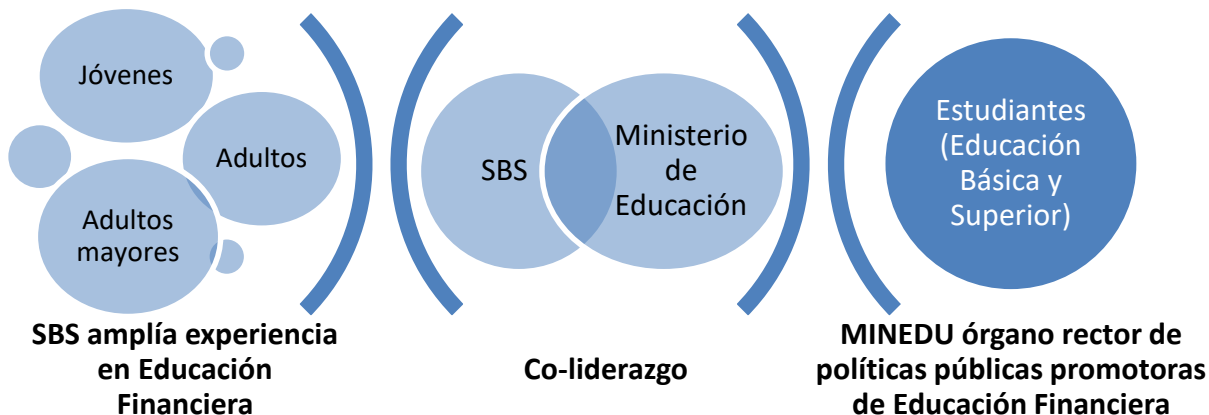 Jóvenes
Adultos
Adultos
mayores
SBS amplía experiencia
en Educación
Financiera
SBS
Ministerio
de
Educación
Co-liderazgo
Estudiantes
(Educación
Básica y
Superior)
MINEDU órgano rector de
políticas públicas promotoras
de Educación Financiera